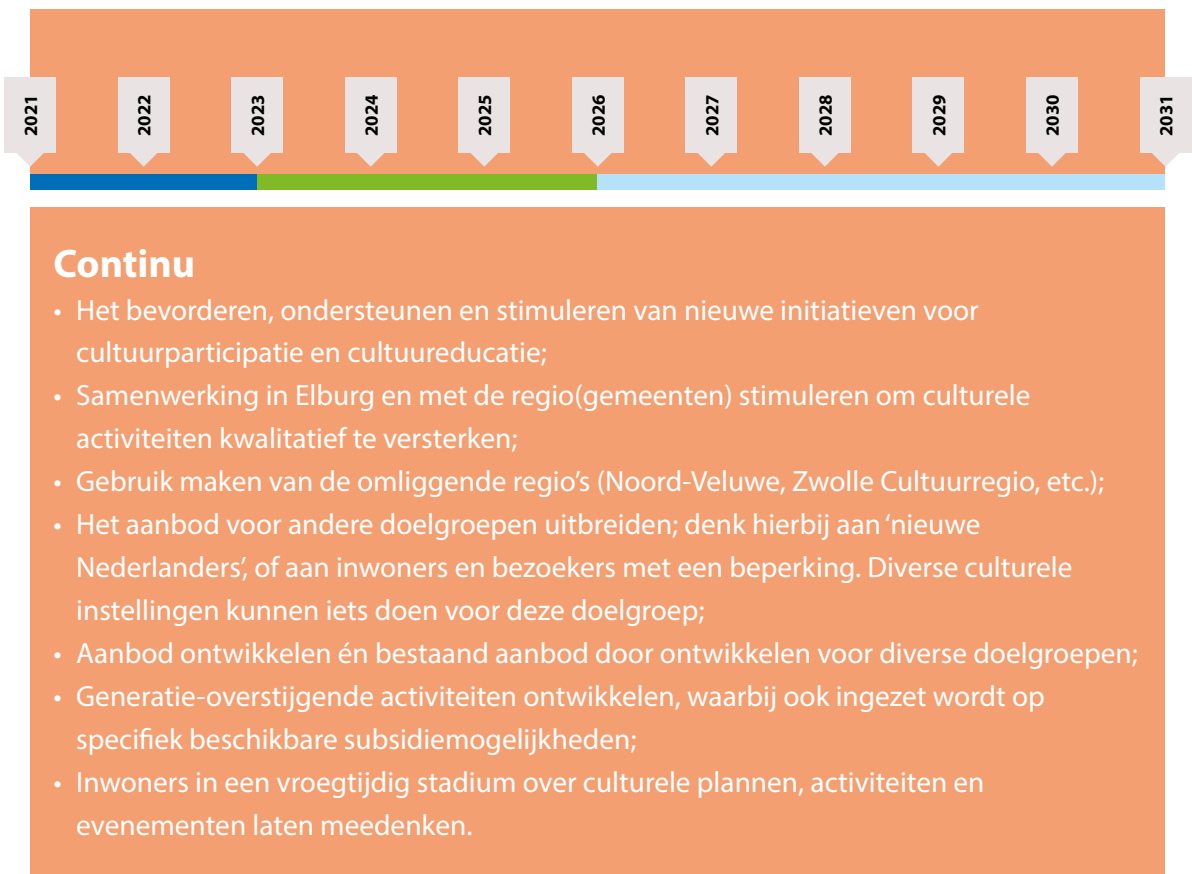 2021
2022
2023
2024
2025
2026
2027
2028
2029
2030
2031
Continu
• Het bevorderen, ondersteunen en stimuleren van nieuwe initiatieven voor
cultuurparticipatie en cultuureducatie;
• Samenwerking in Elburg en met de regio(gemeenten) stimuleren om culturele
activiteiten kwalitatief te versterken;
• Gebruik maken van de omliggende regio's (Noord-Veluwe, Zwolle Cultuurregio, etc.);
• Het aanbod voor andere doelgroepen uitbreiden; denk hierbij aan ‘nieuwe
Nederlanders’, of aan inwoners en bezoekers met een beperking. Diverse culturele
instellingen kunnen iets doen voor deze doelgroep;
• Aanbod ontwikkelen én bestaand aanbod door ontwikkelen voor diverse doelgroepen;
• Generatie-overstijgende activiteiten ontwikkelen, waarbij ook ingezet wordt op
specifiek beschikbare subsidiemogelijkheden;
• Inwoners in een vroegtijdig stadium over culturele plannen, activiteiten en
evenementen laten meedenken.